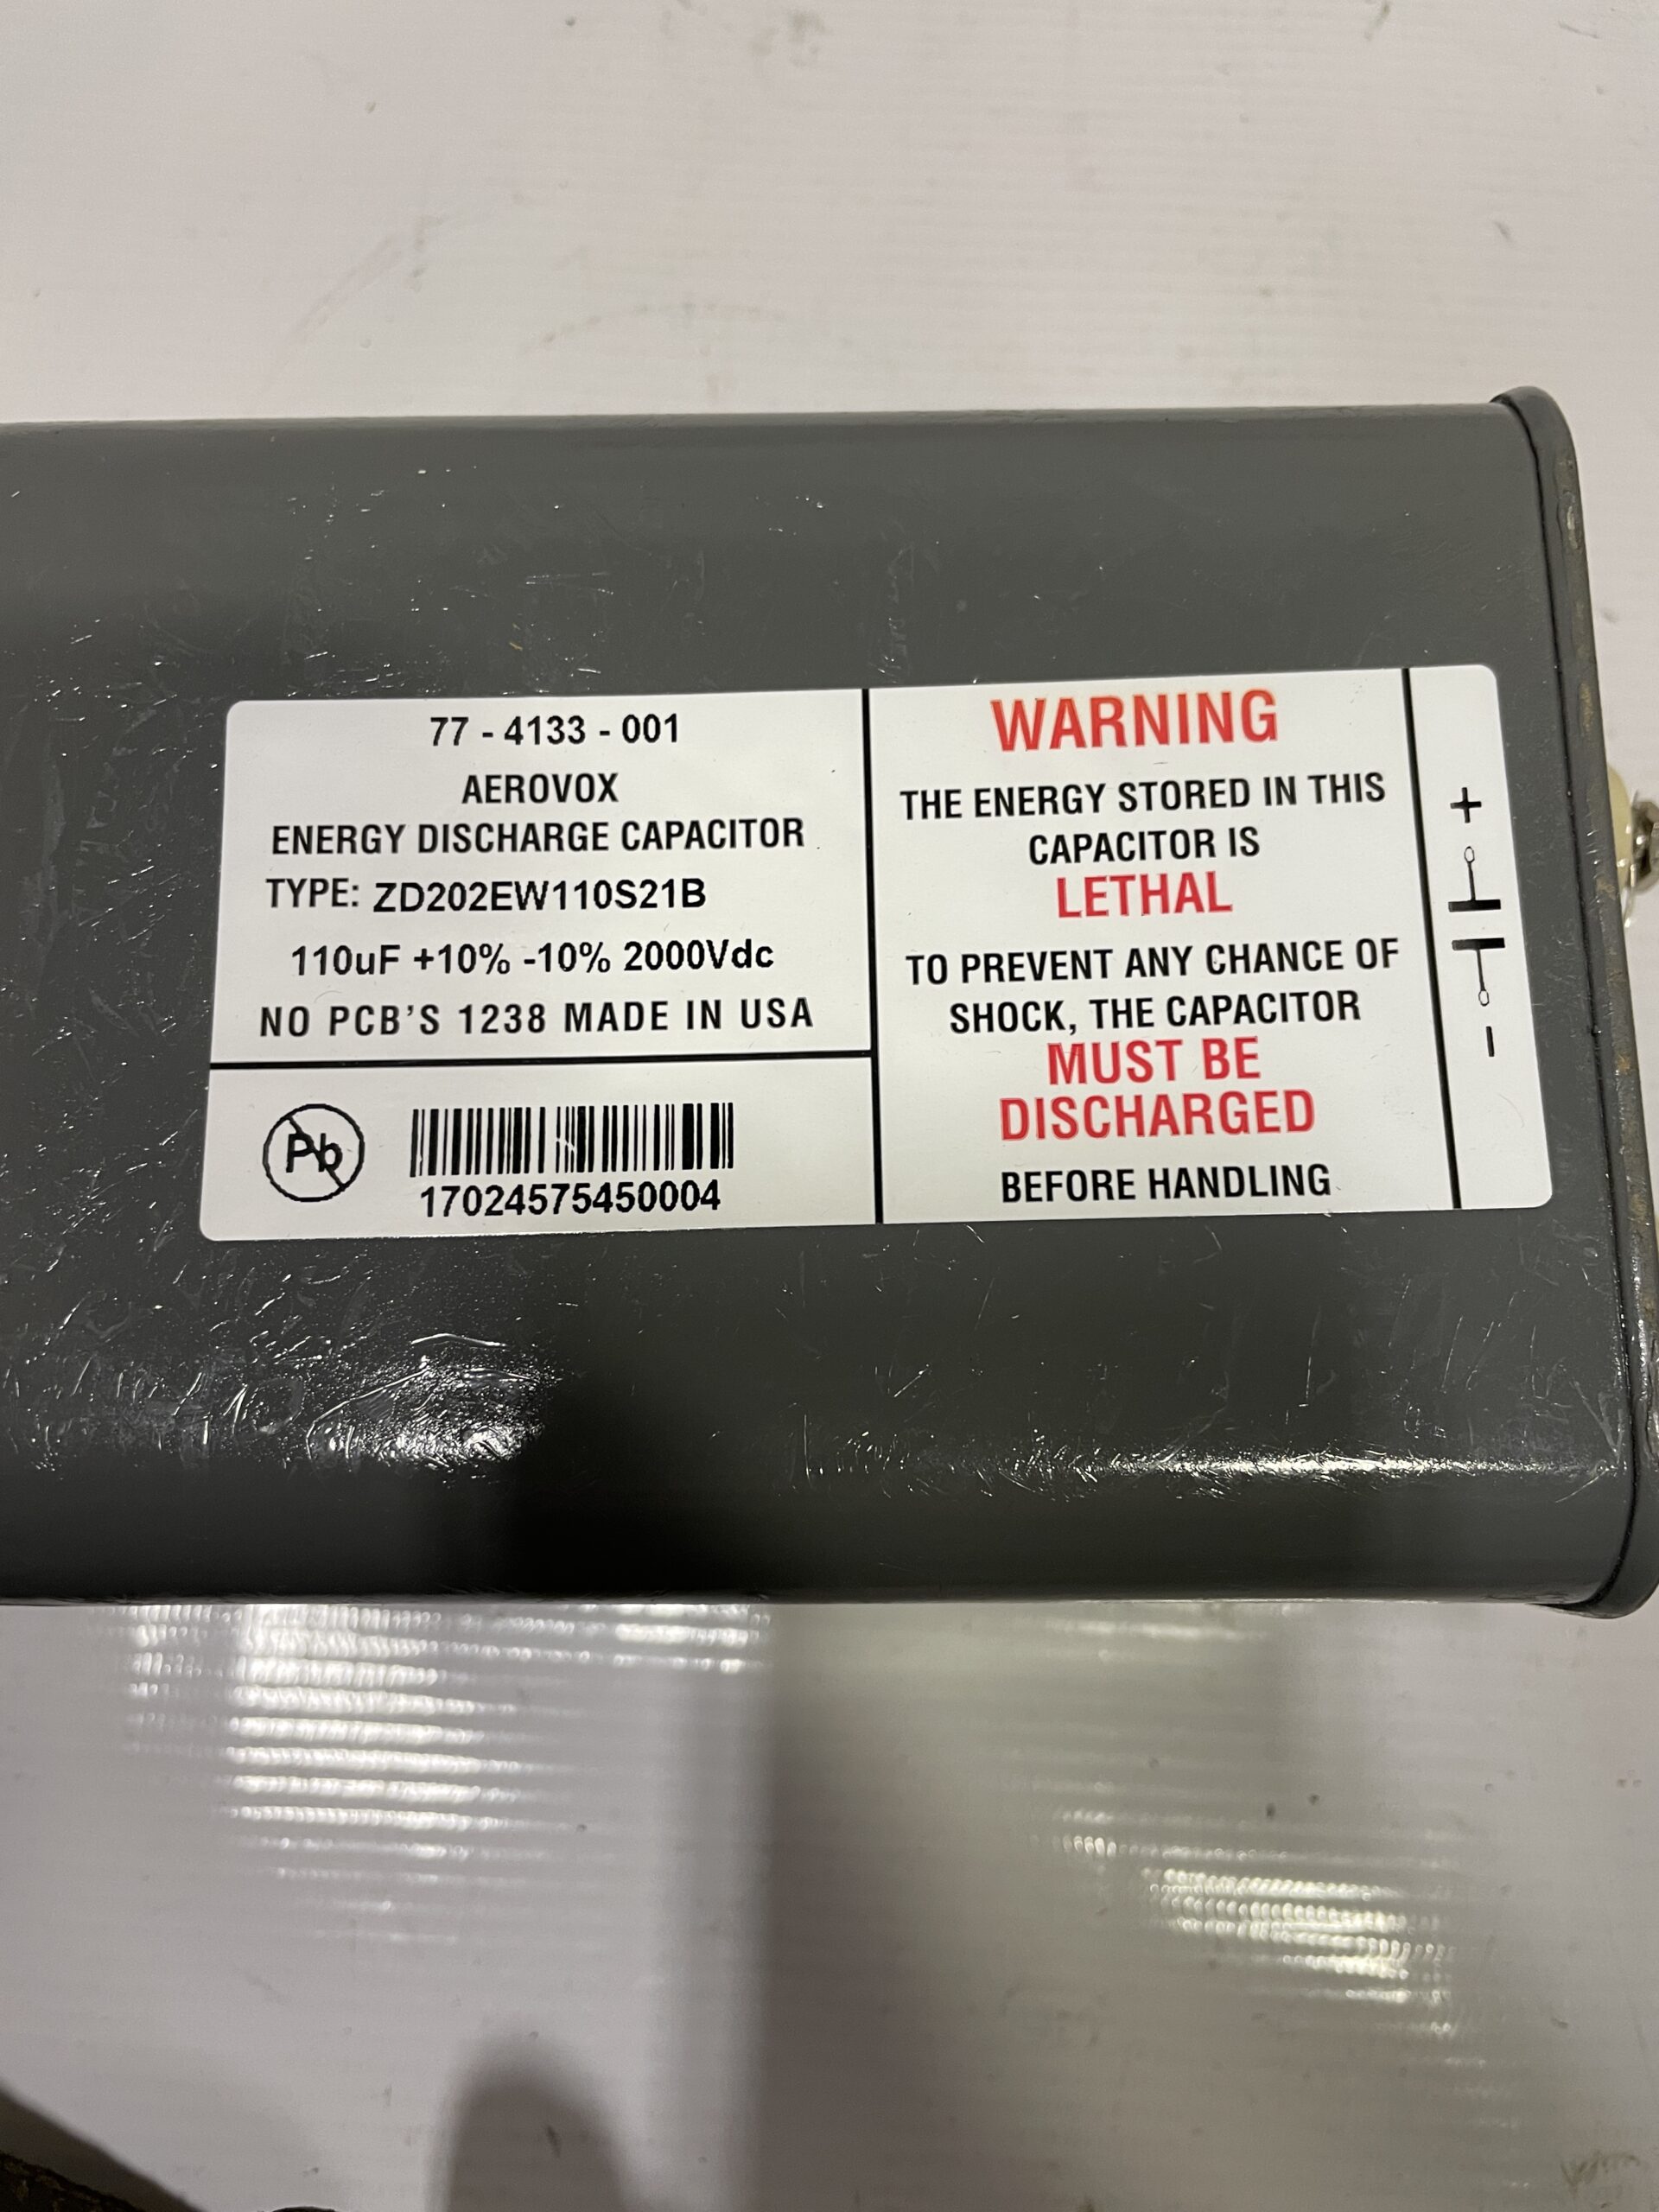 77 - 4133 - 001
AEROVOX
ENERGY DISCHARGE CAPACITOR
TYPE: ZD202EW110S21B
110uF +10% -10% 2000Vdc
NO PCB'S 1238 MADE IN USA
Pb
17024575450004
WARNING
THE ENERGY STORED IN THIS
CAPACITOR IS
LETHAL
TO PREVENT ANY CHANCE OF
SHOCK, THE CAPACITOR
MUST BE
DISCHARGED
BEFORE HANDLING
+
-